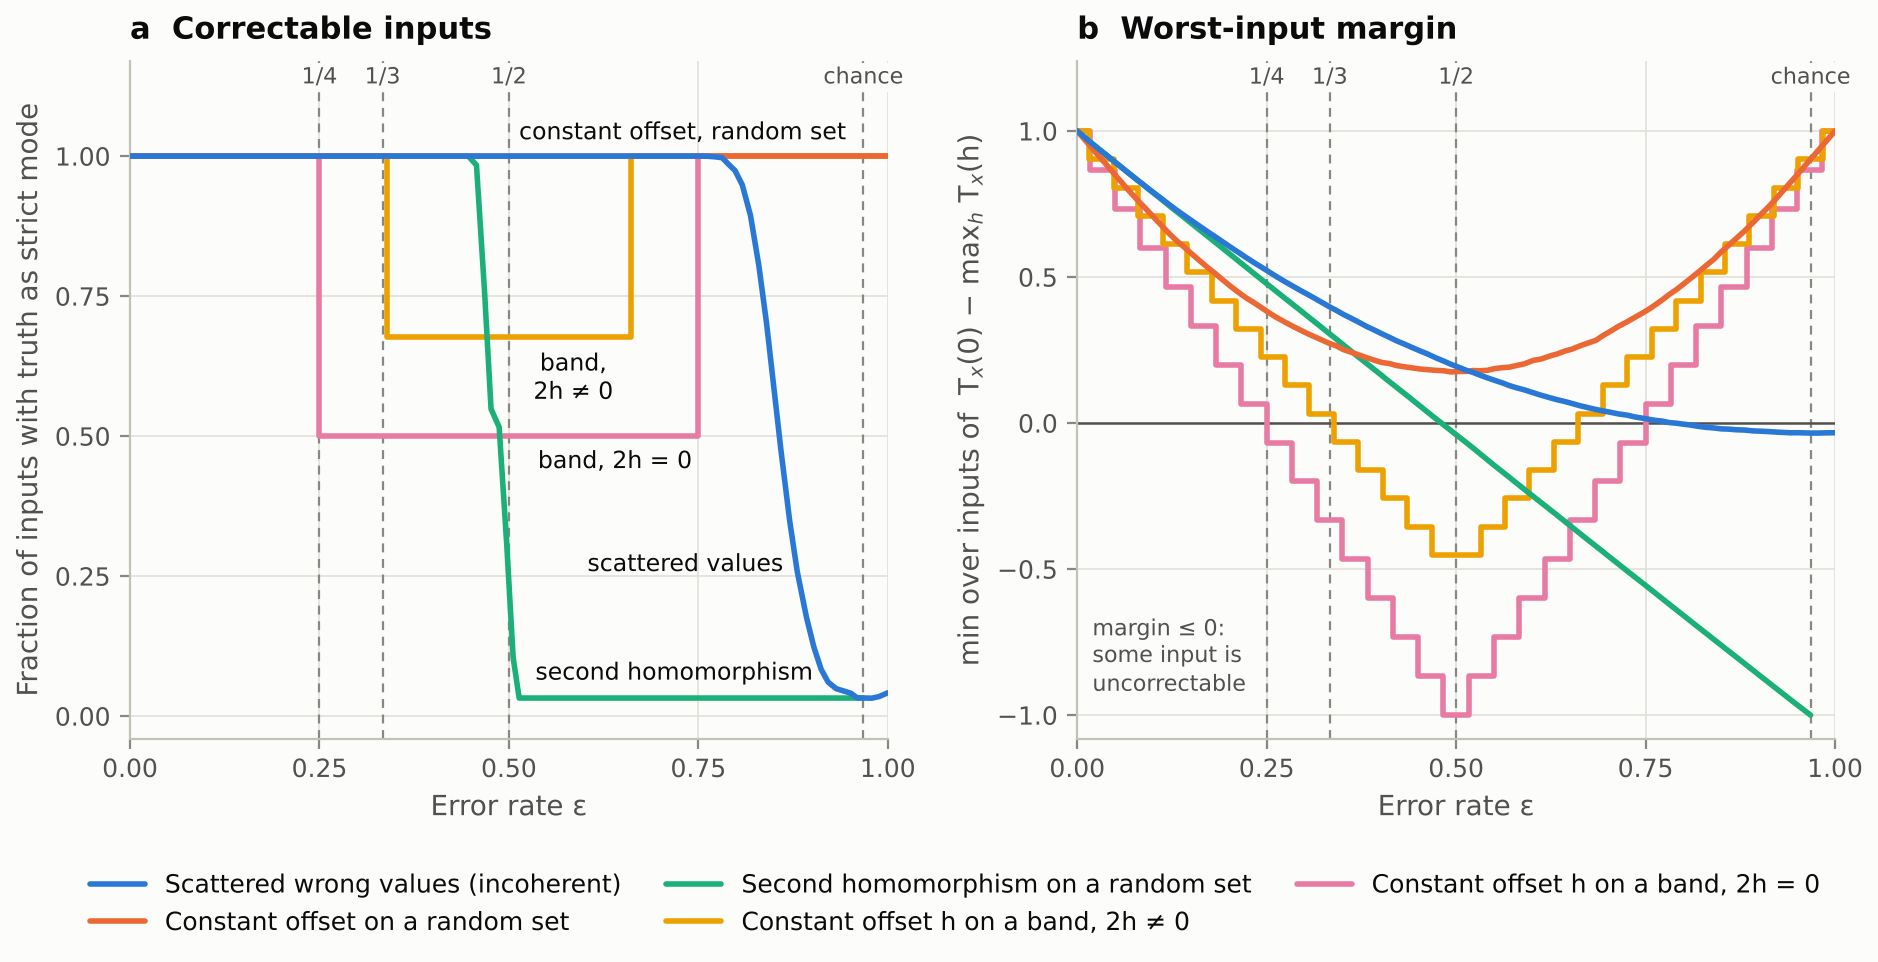 a Correctable inputs
1/4 1/3 1/2 chance
constant offset, random set
band,
2h ≠ 0
band, 2h = 0
scattered values
second homomorphism
Fraction of inputs with truth as strict mode
1.00
0.75
0.50
0.25
0.00
0.00 0.25 0.50 0.75 1.00
Error rate ε
b Worst-input margin
1/4 1/3 1/2 chance
min over inputs of Tₓ(0) − maxₕ Tₓ(h)
1.0
0.5
0.0
−0.5
−1.0
margin ≤ 0:
some input is
uncorrectable
0.00 0.25 0.50 0.75 1.00
Error rate ε
Scattered wrong values (incoherent)
Second homomorphism on a random set
Constant offset h on a band, 2h = 0
Constant offset on a random set
Constant offset h on a band, 2h ≠ 0